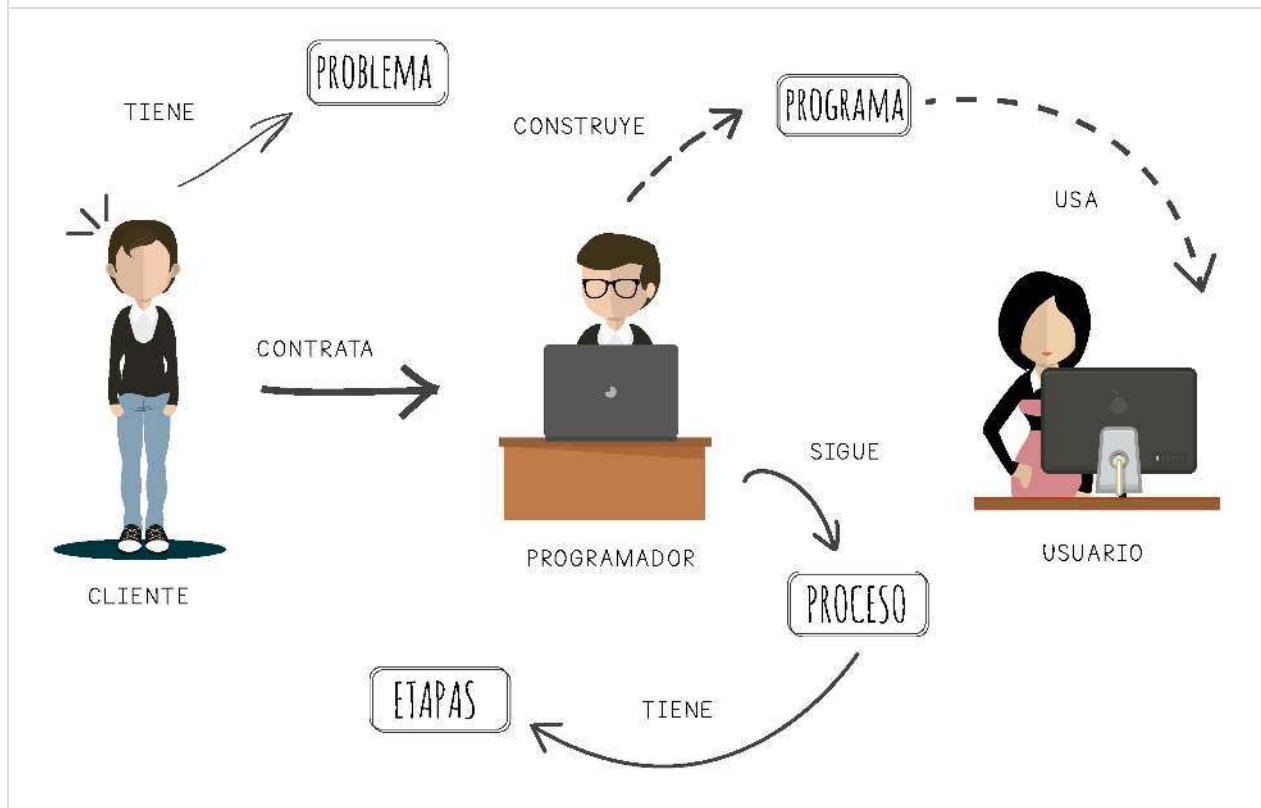 PROBLEMA
TIENE
CONSTRUYE
PROGRAMA
USA
CONTRATA
SIGUE
PROGRAMADOR
USUARIO
CLIENTE
PROCESO
ETAPAS
TIENE